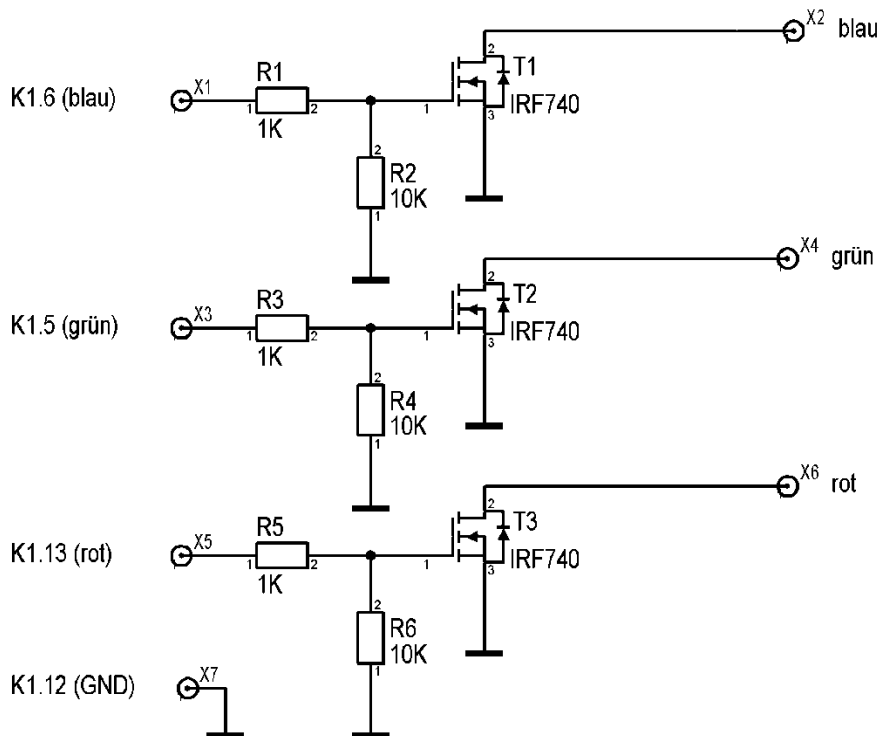 X2 blau
R1
2
T1
K1.6 (blau)
X1
1
2
1
3
IRF740
1K
2
R2
10K
1
X4 grün
R3
2
T2
K1.5 (grün)
X3
1
2
1
3
IRF740
1K
2
R4
10K
1
X6 rot
R5
2
T3
K1.13 (rot)
X5
1
2
1
3
IRF740
1K
2
R6
10K
1
K1.12 (GND)
X7